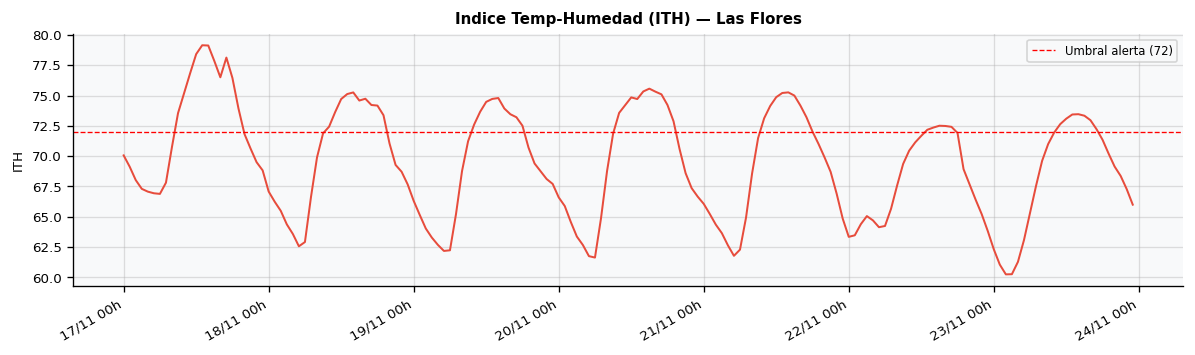 Indice Temp-Humedad (ITH) — Las Flores
Umbral alerta (72)
ITH
80.0
77.5
75.0
72.5
70.0
67.5
65.0
62.5
60.0
17/11 00h
18/11 00h
19/11 00h
20/11 00h
21/11 00h
22/11 00h
23/11 00h
24/11 00h